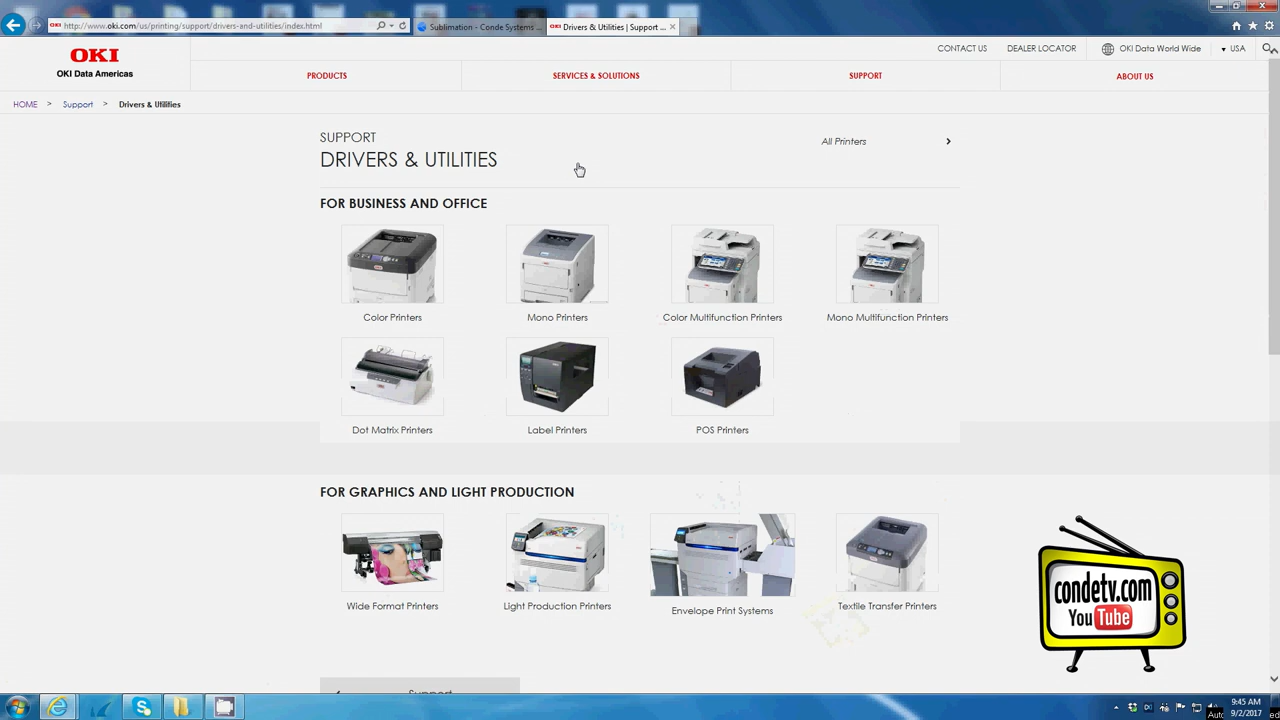 http://www.oki.com/us/printing/support/drivers-and-utilities/index.html
Sublimation - Conde Systems ...
OKI Drivers & Utilities | Support ...
OKI
OKI Data Americas
CONTACT US
DEALER LOCATOR
OKI Data World Wide
USA
PRODUCTS
SERVICES & SOLUTIONS
SUPPORT
ABOUT US
HOME > Support > Drivers & Utilities
SUPPORT
DRIVERS & UTILITIES
All Printers
FOR BUSINESS AND OFFICE
Color Printers
Mono Printers
Color Multifunction Printers
Mono Multifunction Printers
Dot Matrix Printers
Label Printers
POS Printers
FOR GRAPHICS AND LIGHT PRODUCTION
Wide Format Printers
Light Production Printers
Envelope Print Systems
Textile Transfer Printers
condetv.com
YouTube
Support
9:45 AM
9/2/2017